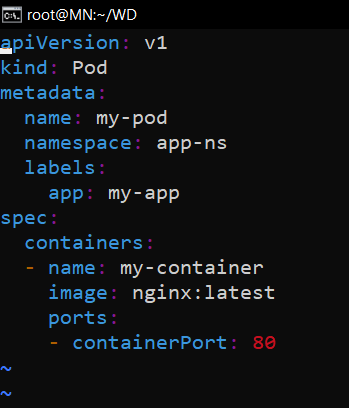 root@MN:~/WD
apiVersion: v1
kind: Pod
metadata:
  name: my-pod
  namespace: app-ns
  labels:
    app: my-app
spec:
  containers:
  - name: my-container
    image: nginx:latest
    ports:
    - containerPort: 80
~
~